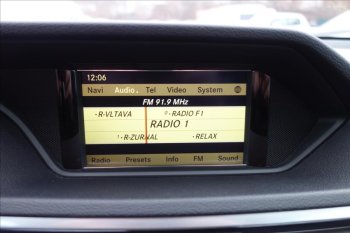 12:06
Navi Audio Tel Video System
FM 91.9 MHz
R-VLTAVA RADIO F1
RADIO 1
R-ZURNAL RELAX
Radio Presets Info FM Sound